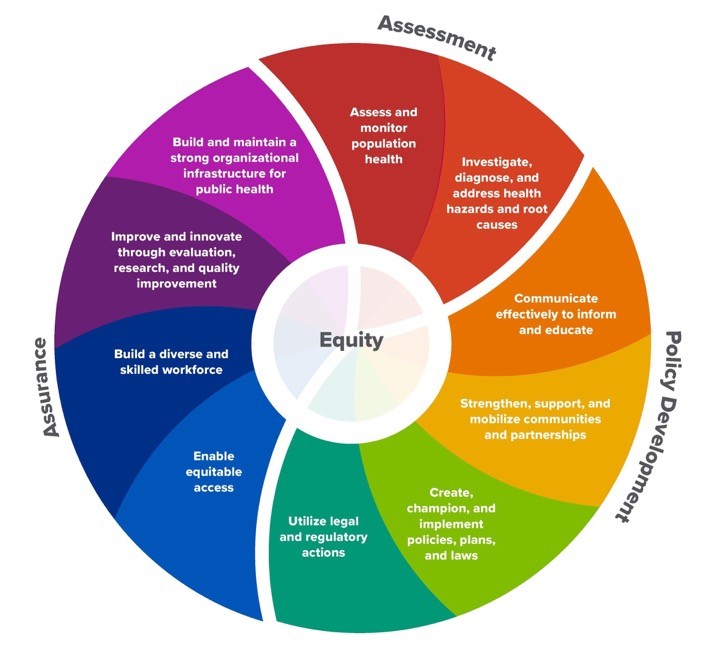 Assessment
Assess and
monitor
population
health
Investigate,
diagnose, and
address health
hazards and root
causes
Policy Development
Communicate
effectively to inform
and educate
Strengthen, support, and
mobilize communities
and partnerships
Create,
champion, and
implement
policies, plans,
and laws
Utilize legal
and regulatory
actions
Assurance
Enable
equitable
access
Build a diverse and
skilled workforce
Improve and innovate
through evaluation,
research, and quality
improvement
Build and maintain a
strong organizational
infrastructure for
public health
Equity